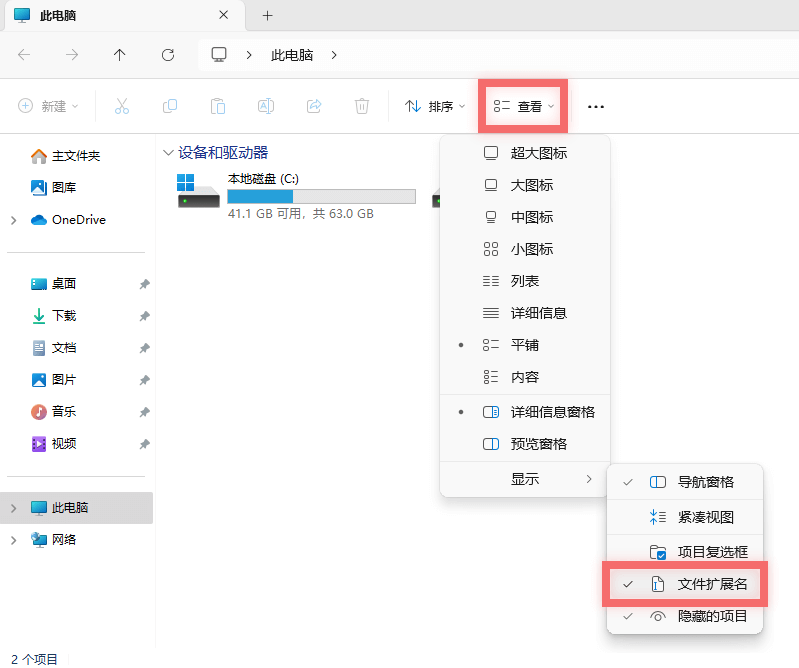 此电脑
此电脑
新建
排序
查看
主文件夹
图库
OneDrive
桌面
下载
文档
图片
音乐
视频
此电脑
网络
设备和驱动器
本地磁盘 (C:)
41.1 GB 可用，共 63.0 GB
超大图标
大图标
中图标
小图标
列表
详细信息
平铺
内容
详细信息窗格
预览窗格
显示
导航窗格
紧凑视图
项目复选框
文件扩展名
隐藏的项目
2 个项目